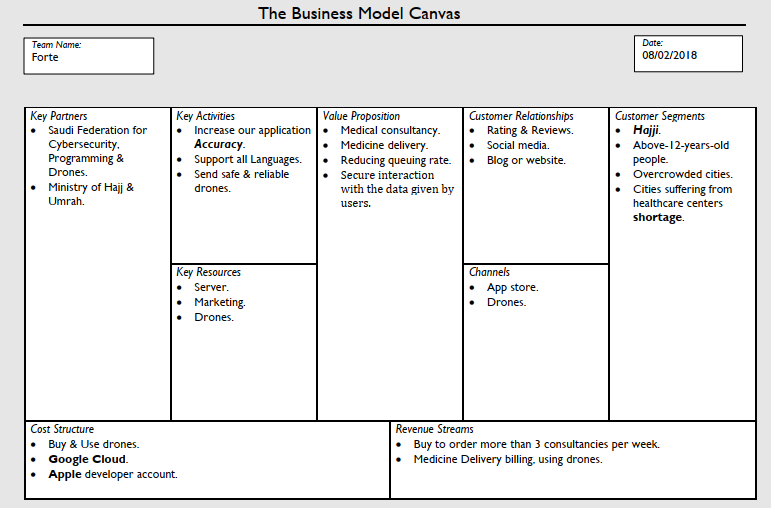 The Business Model Canvas
Team Name:
Forte
Date:
08/02/2018
Key Partners
• Saudi Federation for
Cybersecurity,
Programming &
Drones.
• Ministry of Hajj &
Umrah.
Key Activities
• Increase our application
Accuracy.
• Support all Languages.
• Send safe & reliable
drones.
Key Resources
• Server.
• Marketing.
• Drones.
Value Proposition
• Medical consultancy.
• Medicine delivery.
• Reducing queuing rate.
• Secure interaction
with the data given by
users.
Customer Relationships
• Rating & Reviews.
• Social media.
• Blog or website.
Channels
• App store.
• Drones.
Customer Segments
• Hajji.
• Above-12-years-old
people.
• Overcrowded cities.
• Cities suffering from
healthcare centers
shortage.
Cost Structure
• Buy & Use drones.
• Google Cloud.
• Apple developer account.
Revenue Streams
• Buy to order more than 3 consultancies per week.
• Medicine Delivery billing, using drones.